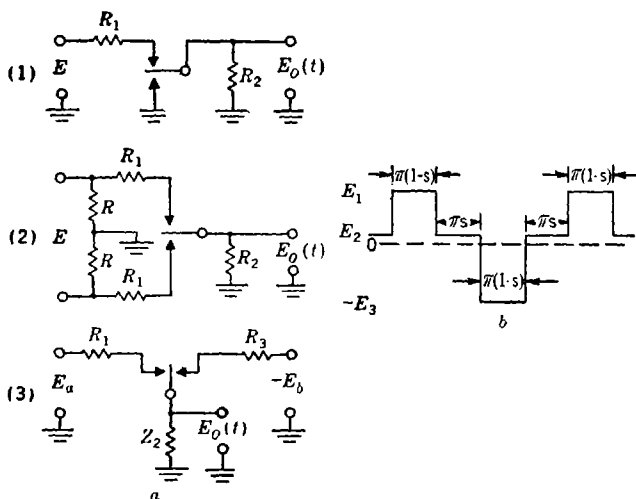 R₁
(1) E R₂ E₀(t)
R₁
R
(2) E R₂ E₀(t)
R
R₁
π(1-s) π(1-s)
E₁
πs πs
E₂
0
π(1-s)
-E₃
b
R₁ R₃
(3) Eₐ -E_b
Z₂ E₀(t)
a